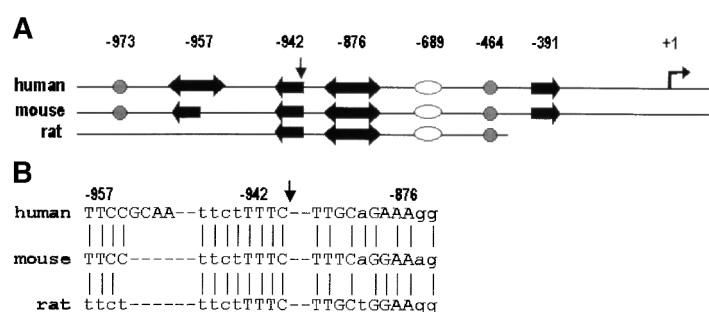 A
-973 -957 -942 -876 -689 -464 -391 +1
human
mouse
rat
B
-957 -942 -876
human TTCCGCAA--ttctTTTC--TTGCaGAAAgg
mouse TTCC------ttctTTTC--TTTCaGGAAag
rat ttct------ttctTTTC--TTGCtGGAAgg